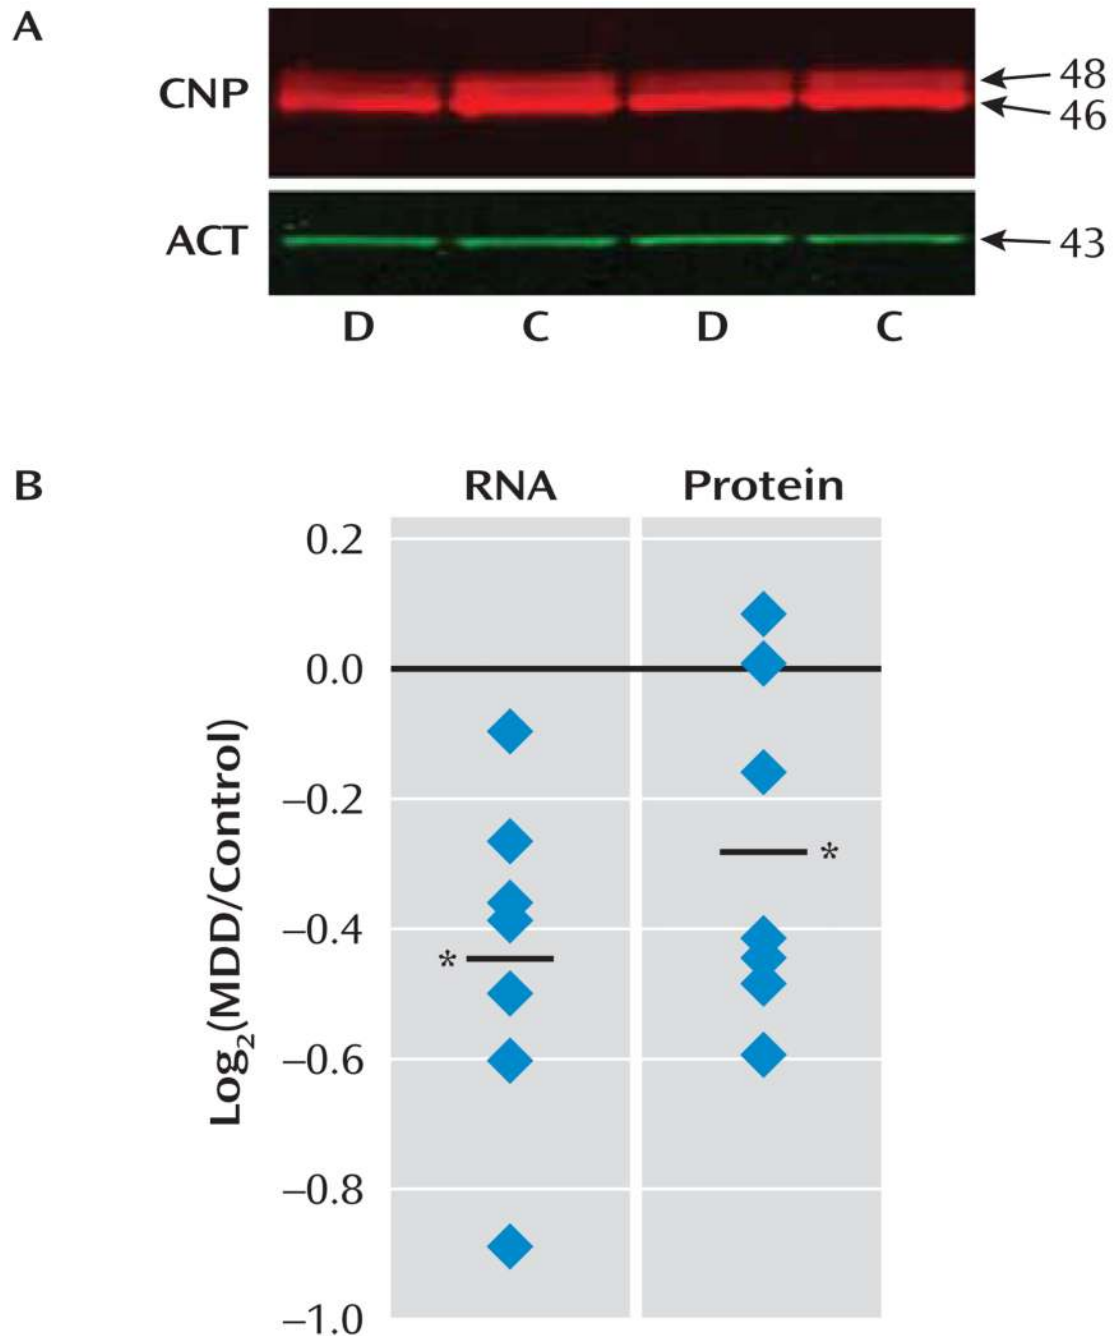 A
CNP
48
46
ACT
43
D C D C
B
RNA Protein
0.2
0.0
–0.2
*
–0.4
*
–0.6
–0.8
–1.0
Log₂(MDD/Control)